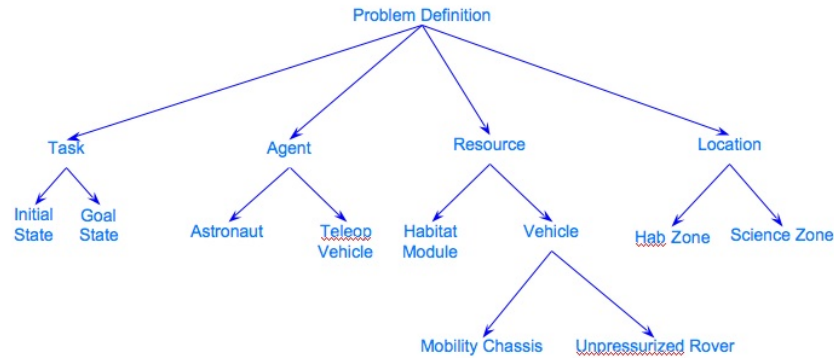 Problem Definition
Task
Agent
Resource
Location
Initial
State
Goal
State
Astronaut
Teleop
Vehicle
Habitat
Module
Vehicle
Hab Zone
Science Zone
Mobility Chassis
Unpressurized Rover